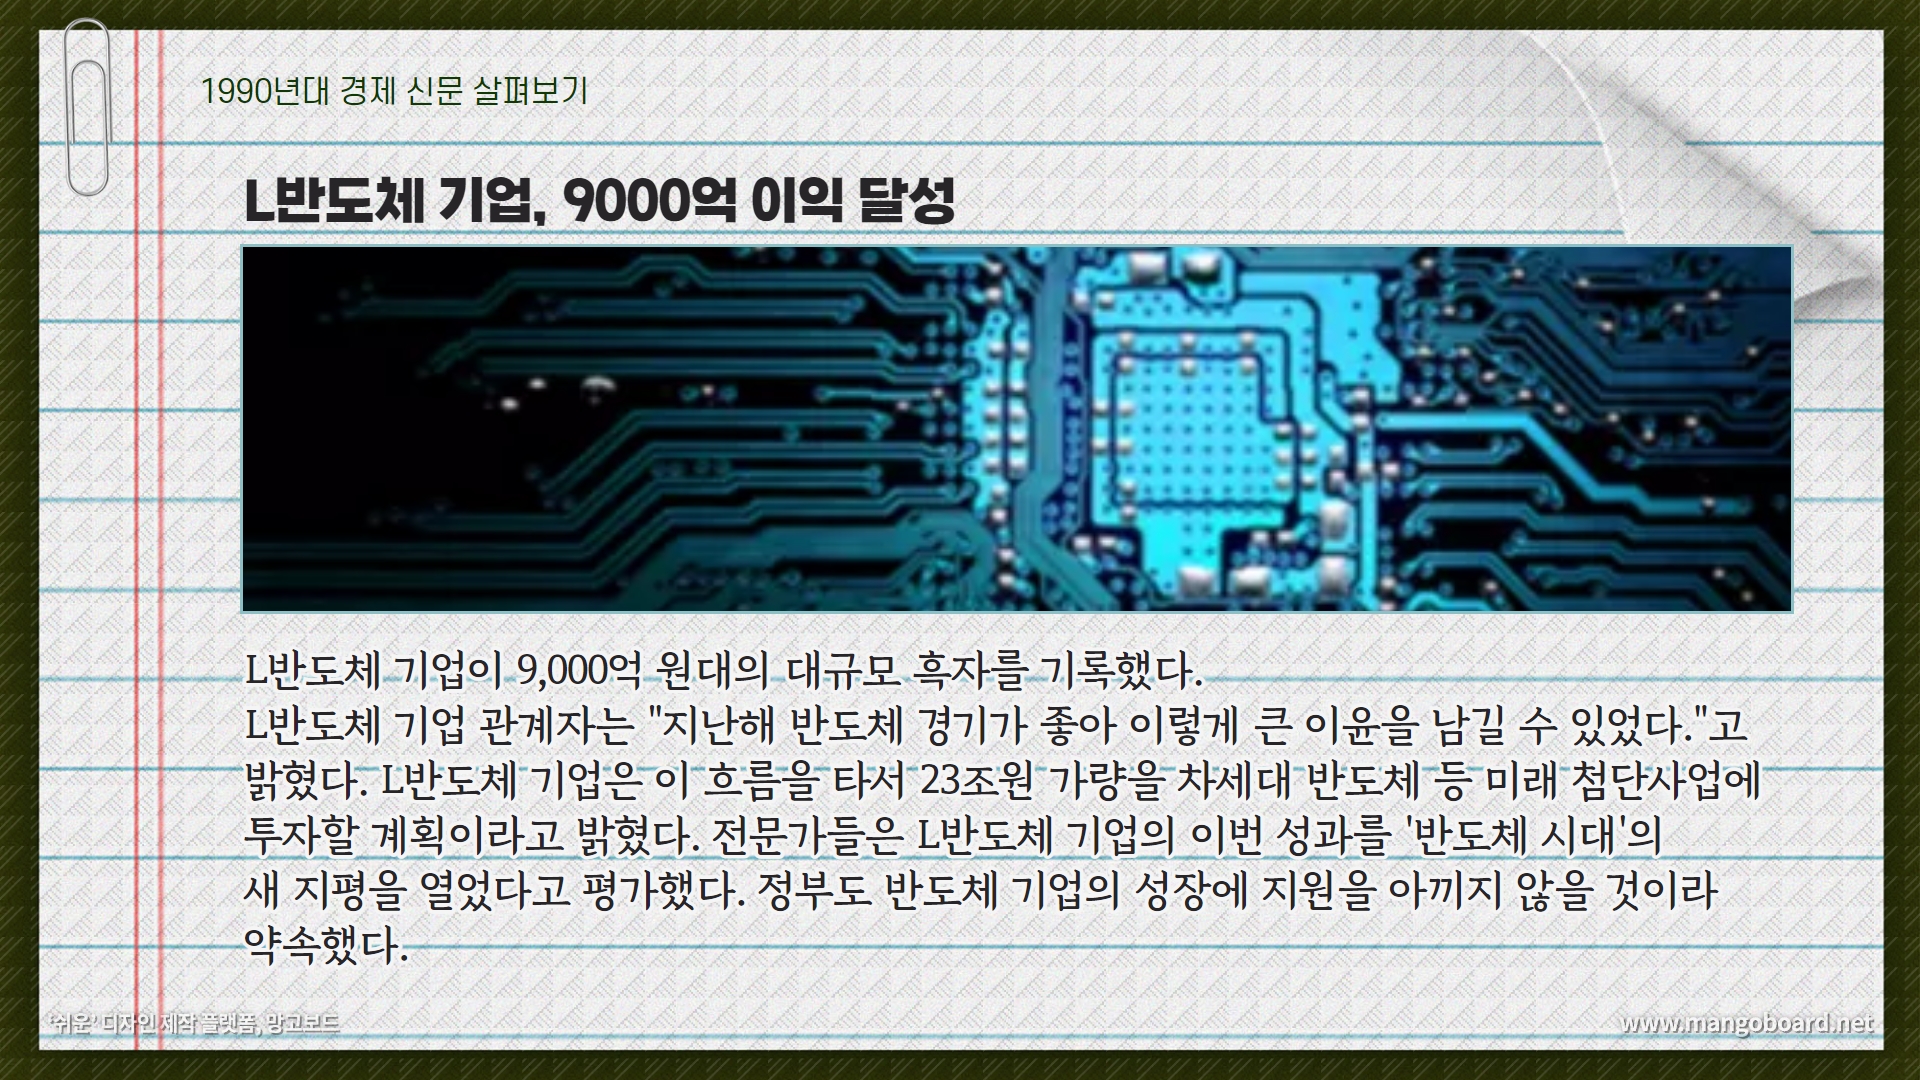 1990년대 경제 신문 살펴보기
L반도체 기업, 9000억 이익 달성
L반도체 기업이 9,000억 원대의 대규모 흑자를 기록했다.
L반도체 기업 관계자는 "지난해 반도체 경기가 좋아 이렇게 큰 이윤을 남길 수 있었다."고
밝혔다. L반도체 기업은 이 흐름을 타서 23조원 가량을 차세대 반도체 등 미래 첨단사업에
투자할 계획이라고 밝혔다. 전문가들은 L반도체 기업의 이번 성과를 '반도체 시대'의
새 지평을 열었다고 평가했다. 정부도 반도체 기업의 성장에 지원을 아끼지 않을 것이라
약속했다.
'쉬운' 디자인 제작 플랫폼, 망고보드
www.mangoboard.net